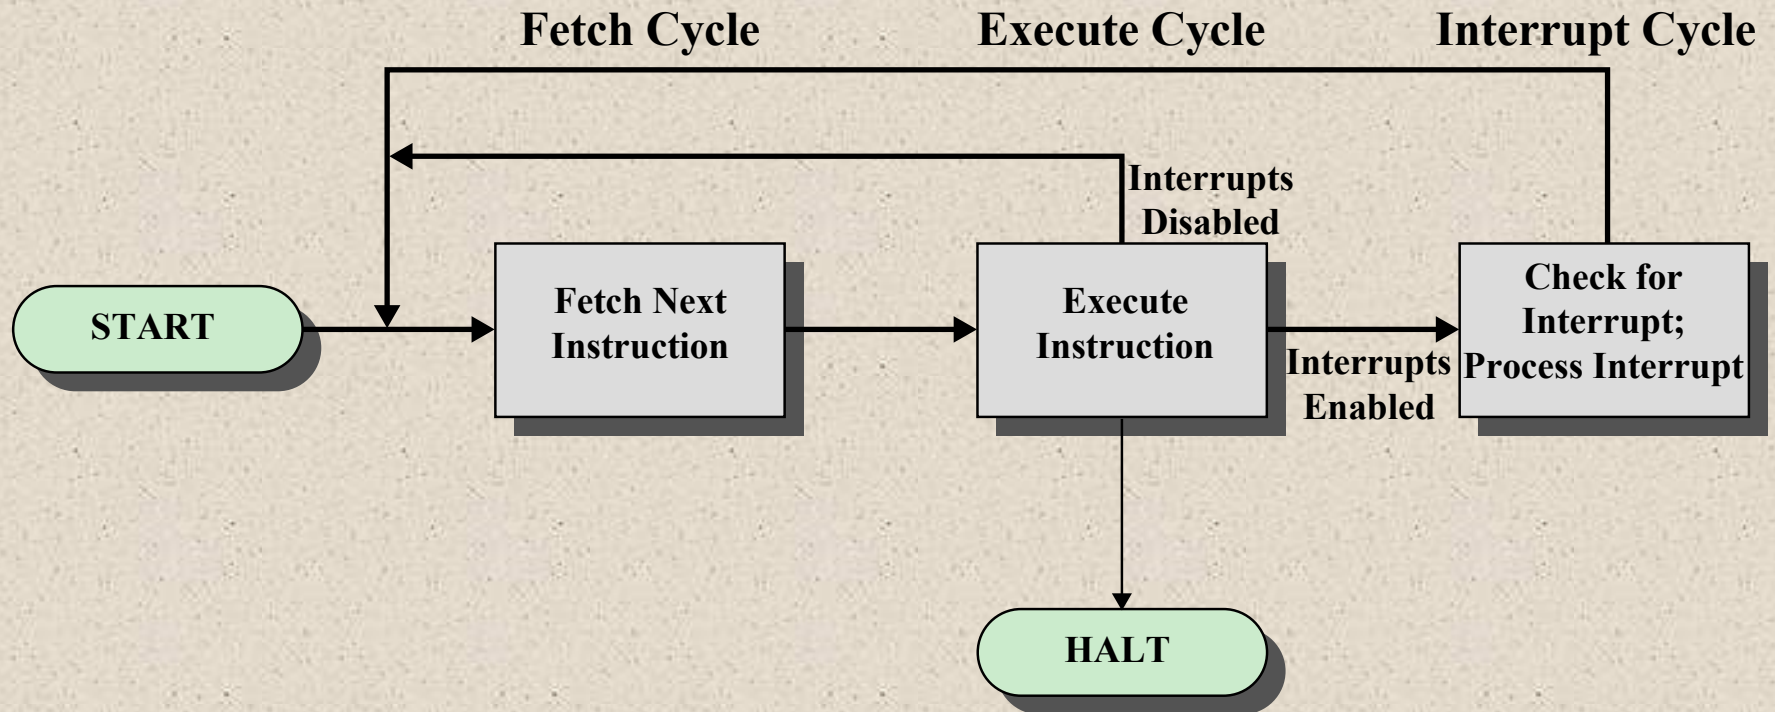 Fetch Cycle
Execute Cycle
Interrupt Cycle
Interrupts
Disabled
START
Fetch Next
Instruction
Execute
Instruction
Interrupts
Enabled
Check for
Interrupt;
Process Interrupt
HALT